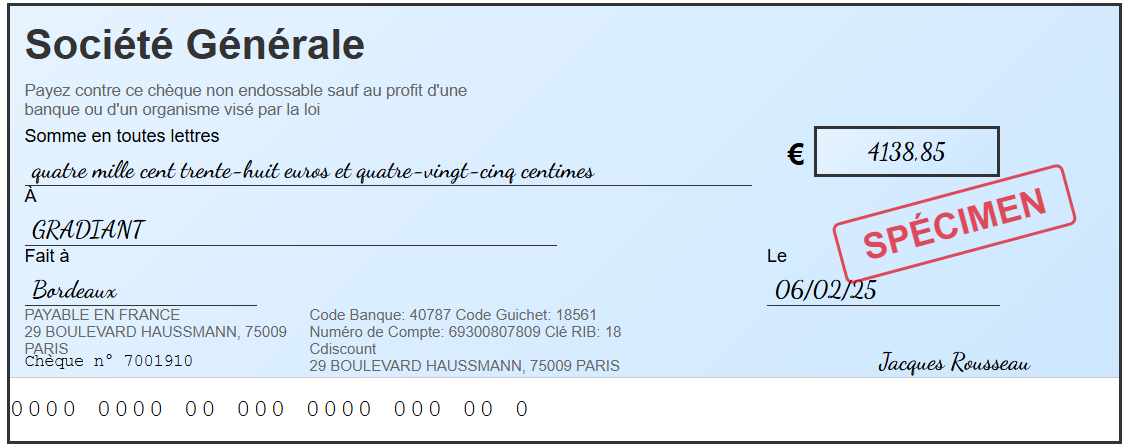 Société Générale
Payez contre ce chèque non endossable sauf au profit d'une
banque ou d'un organisme visé par la loi
Somme en toutes lettres
quatre mille cent trente-huit euros et quatre-vingt-cinq centimes
€ 4138.85
À
GRADIANT
SPÉCIMEN
Fait à
Bordeaux
Le
06/02/25
PAYABLE EN FRANCE
29 BOULEVARD HAUSSMANN, 75009
PARIS
Chèque n° 7001910
Code Banque: 40787 Code Guichet: 18561
Numéro de Compte: 69300807809 Clé RIB: 18
Cdiscount
29 BOULEVARD HAUSSMANN, 75009 PARIS
Jacques Rousseau
0000 0000 00 000 0000 000 00 0